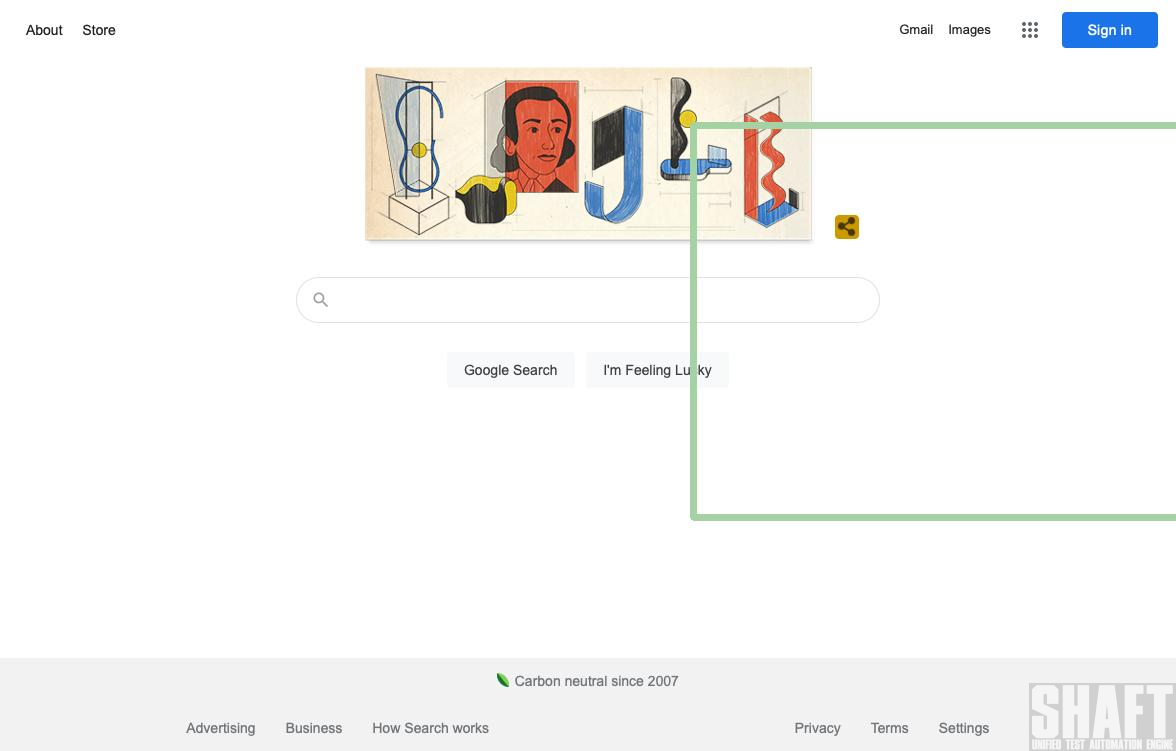 About Store Gmail Images Sign in
Google Search I'm Feeling Lucky
Carbon neutral since 2007
Advertising Business How Search works Privacy Terms Settings
SHAFT
UNIFIED TEST AUTOMATION ENGINE